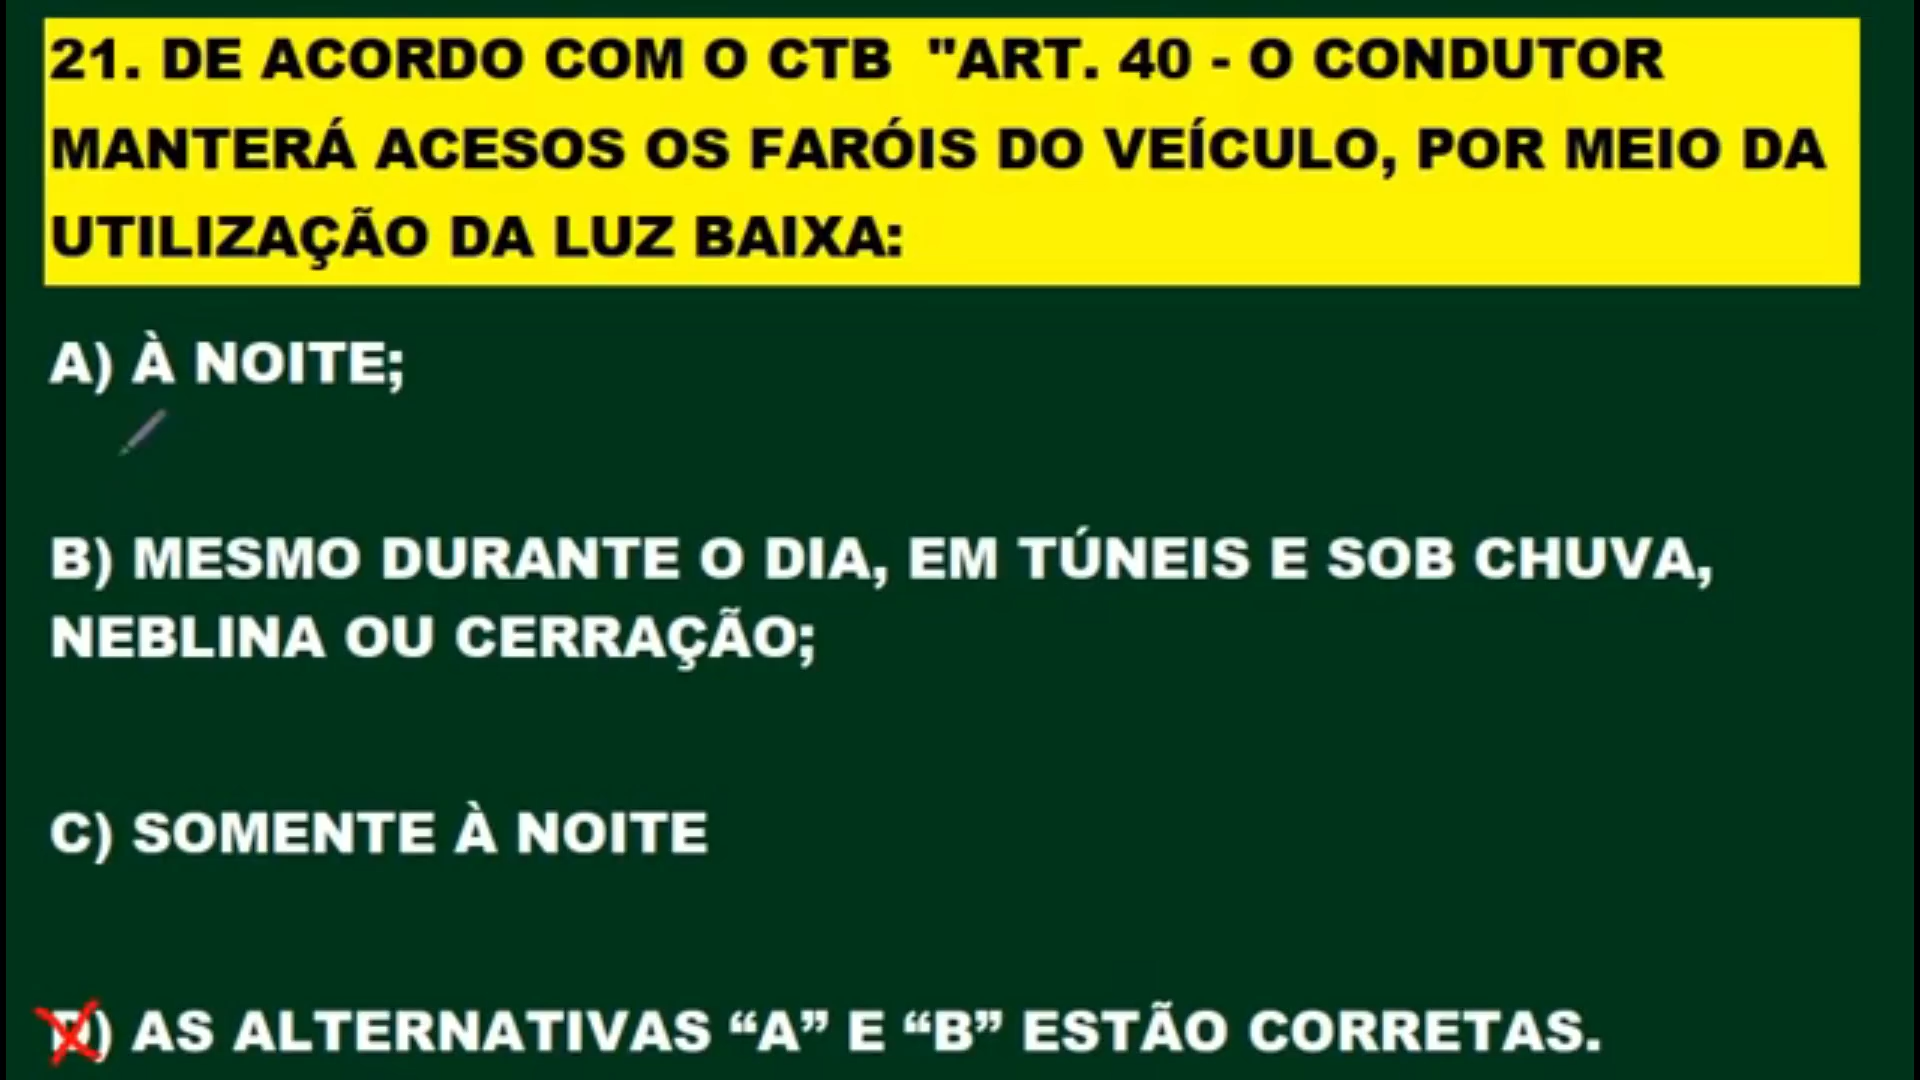 21. DE ACORDO COM O CTB "ART. 40 - O CONDUTOR
MANTERÁ ACESOS OS FARÓIS DO VEÍCULO, POR MEIO DA
UTILIZAÇÃO DA LUZ BAIXA:
A) À NOITE;
B) MESMO DURANTE O DIA, EM TÚNEIS E SOB CHUVA,
NEBLINA OU CERRAÇÃO;
C) SOMENTE À NOITE
D) AS ALTERNATIVAS “A” E “B” ESTÃO CORRETAS.